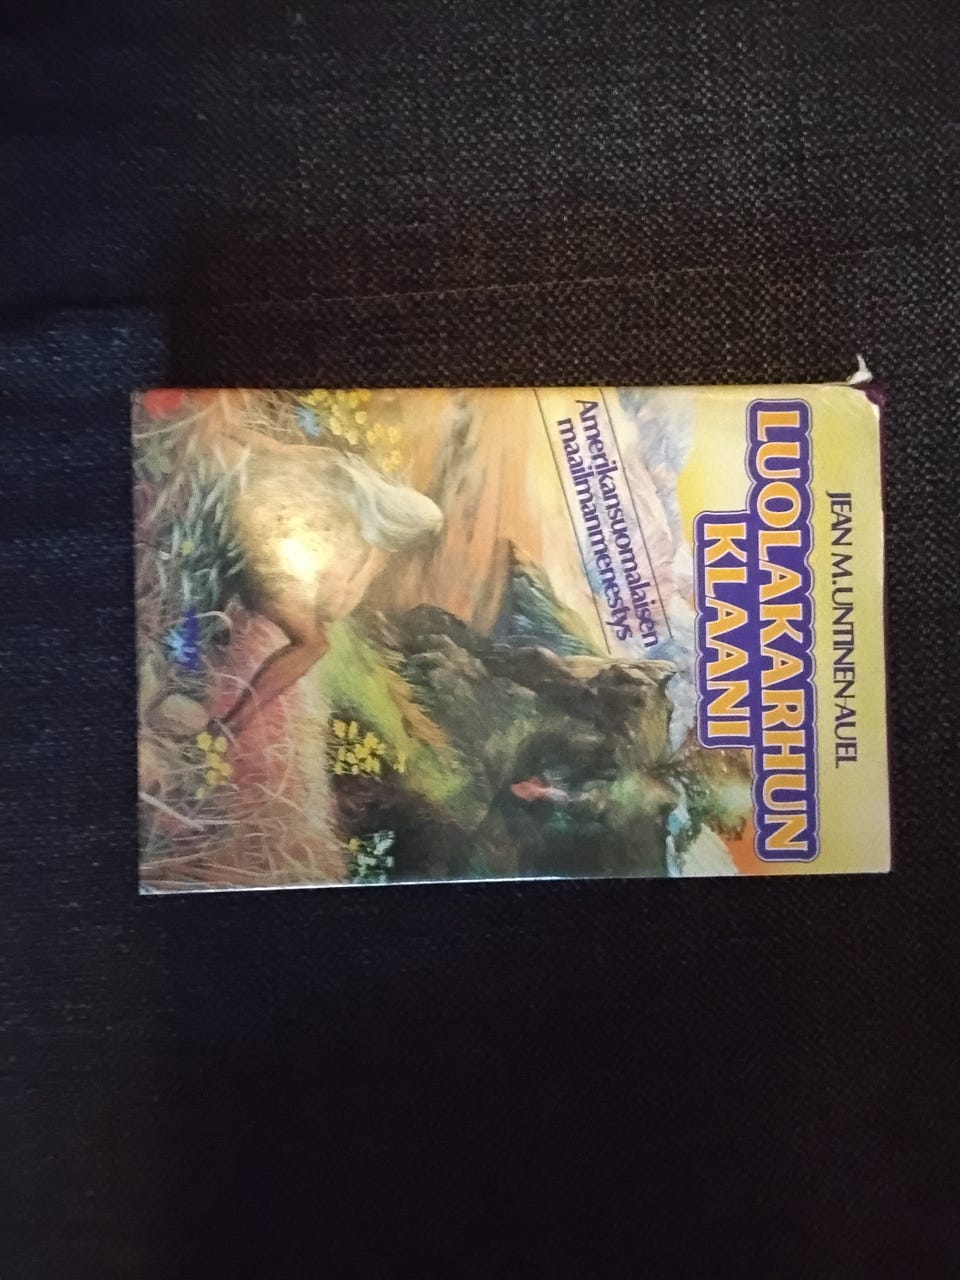 JEAN M.UNTINEN-AUEL
LUOLAKARHUN
KLAANI
Amerikansuomalaisen
maailmanmenestys